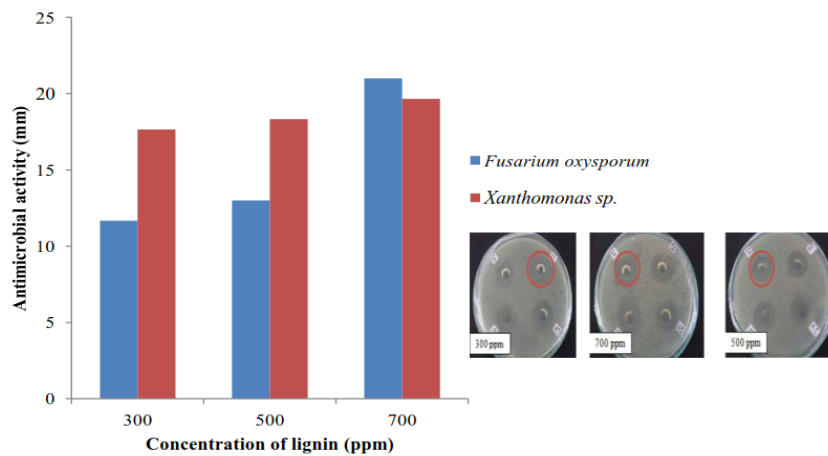 25
20
15
10
5
0
Antimicrobial activity (mm)
300
500
700
Concentration of lignin (ppm)
Fusarium oxysporum
Xanthomonas sp.
300 ppm
700 ppm
500 ppm